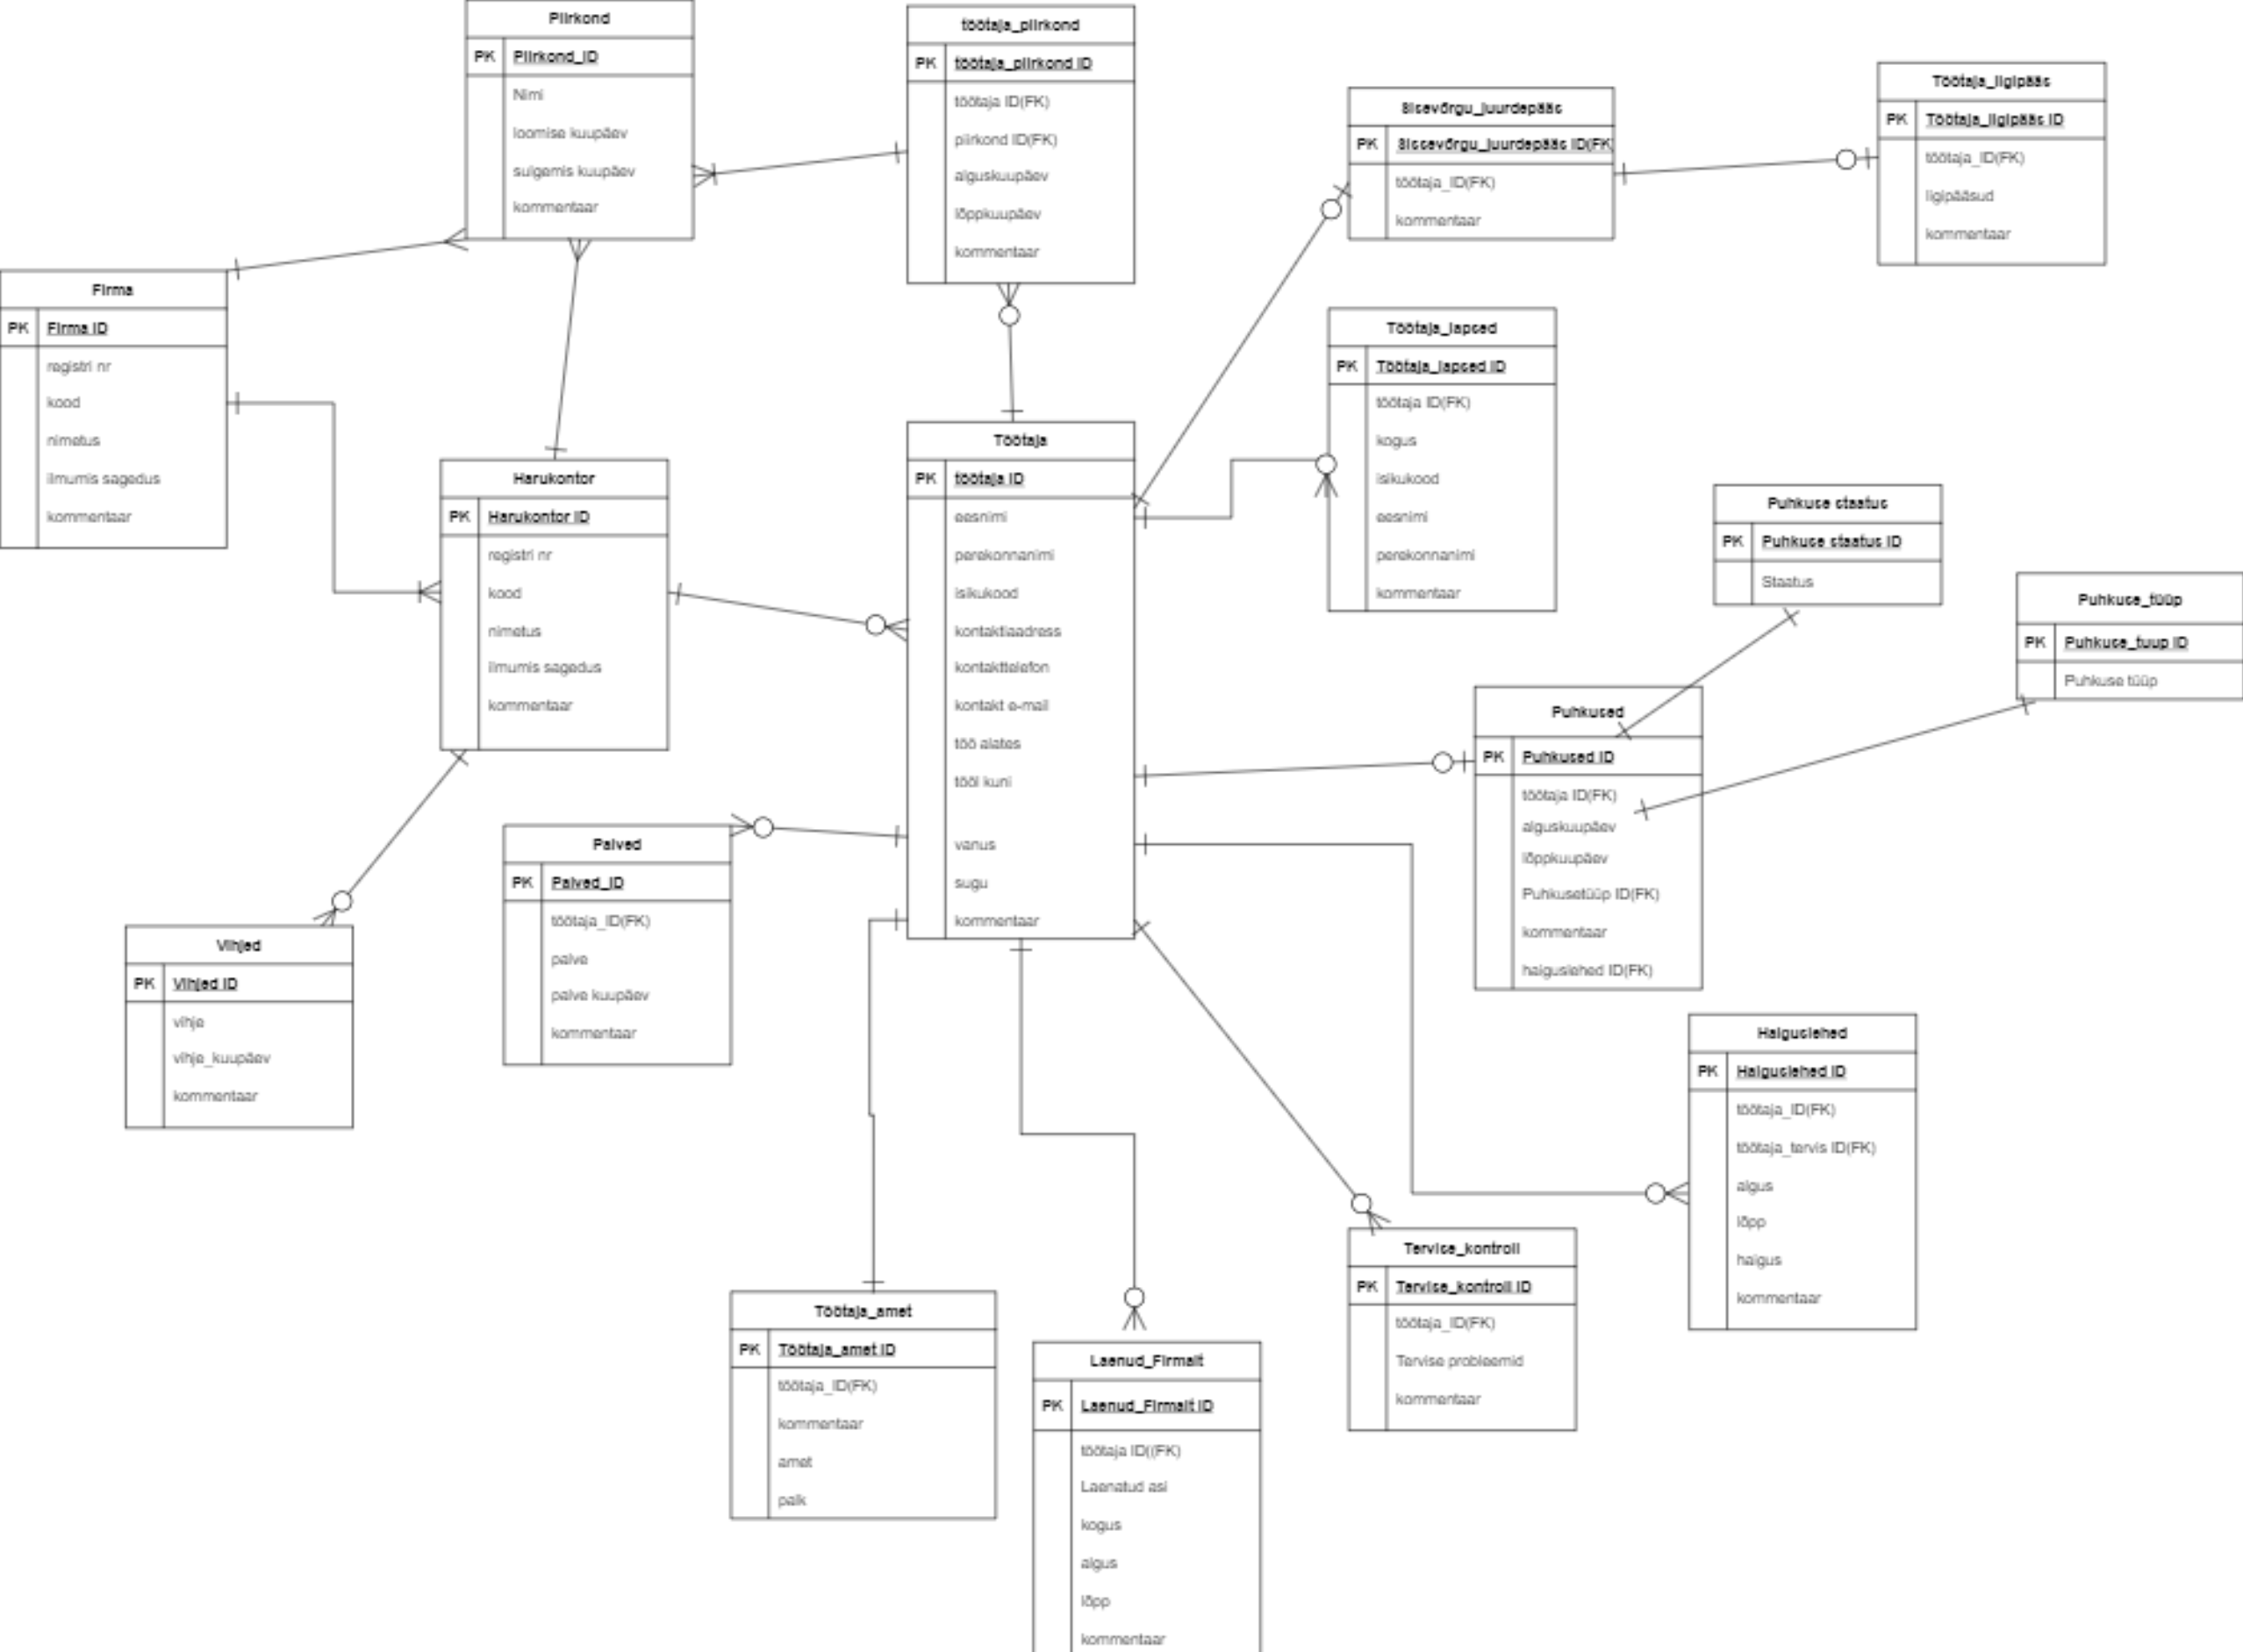 Piirkond
PK Piirkond_ID
Nimi
loomise kuupäev
sulgemis kuupäev
kommentaar
töötaja_piirkond
PK töötaja_piirkond ID
töötaja ID(FK)
piirkond ID(FK)
alguskuupäev
lõppkuupäev
kommentaar
Sisevõrgu_juurdepääs
PK Sissevõrgu_juurdepääs ID(FK
töötaja_ID(FK)
kommentaar
Töötaja_ligipääs
PK Töötaja_ligipääs ID
töötaja_ID(FK)
ligipääsud
kommentaar
Firma
PK Firma ID
registri nr
kood
nimetus
ilmumis sagedus
kommentaar
Harukontor
PK Harukontor ID
registri nr
kood
nimetus
ilmumis sagedus
kommentaar
Töötaja
PK töötaja ID
eesnimi
perekonnanimi
isikukood
kontaktiaadress
kontakttelefon
kontakt e-mail
töö alates
tööl kuni
vanus
sugu
kommentaar
Töötaja_lapsed
PK Töötaja_lapsed ID
töötaja ID(FK)
kogus
isikukood
eesnimi
perekonnanimi
kommentaar
Puhkuse staatus
PK Puhkuse staatus ID
Staatus
Puhkuse_tüüp
PK Puhkuse_tuup ID
Puhkuse tüüp
Puhkused
PK Puhkused ID
töötaja ID(FK)
alguskuupäev
lõppkuupäev
Puhkusetüüp ID(FK)
kommentaar
haiguslehed ID(FK)
Palved
PK Palved_ID
töötaja_ID(FK)
palve
palve kuupäev
kommentaar
Vihjed
PK Vihjed ID
vihje
vihje_kuupäev
kommentaar
Haiguslehed
PK Haiguslehed ID
töötaja_ID(FK)
töötaja_tervis ID(FK)
algus
lõpp
haigus
kommentaar
Tervise_kontroll
PK Tervise_kontroll ID
töötaja_ID(FK)
Tervise probleemid
kommentaar
Töötaja_amet
PK Töötaja_amet ID
töötaja_ID(FK)
kommentaar
amet
palk
Laenud_Firmalt
PK Laenud_Firmalt ID
töötaja ID((FK)
Laenatud asi
kogus
algus
lõpp
kommentaar